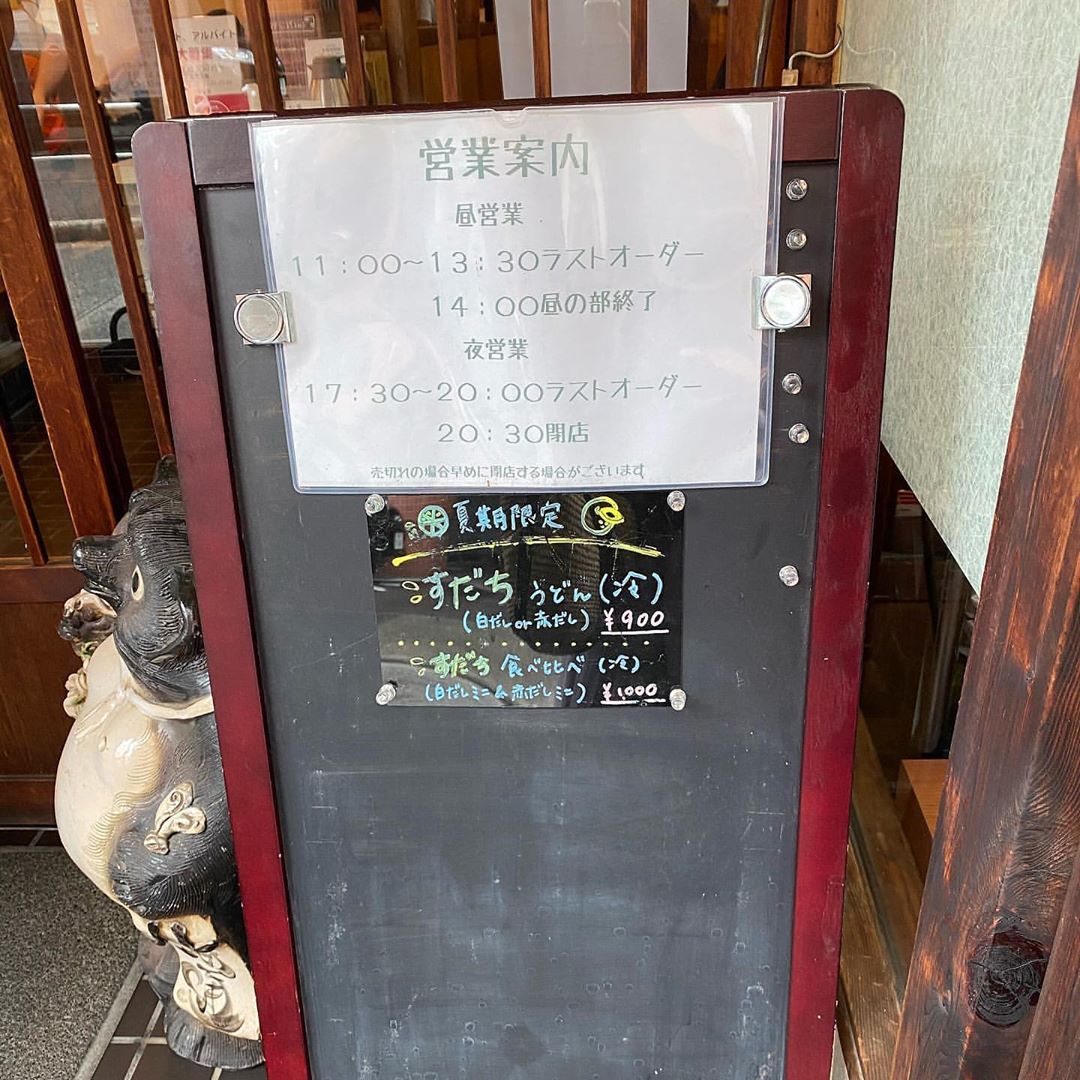 営業案内
昼営業
11:00～13:30ラストオーダー
14:00昼の部終了
夜営業
17:30～20:00ラストオーダー
20:30閉店
売切れの場合早めに閉店する場合がございます
夏期限定
すだち うどん (冷)
(白だし or 赤だし) ¥900
すだち 食べ比べ (冷)
(白だしミニ & 赤だしミニ) ¥1,000